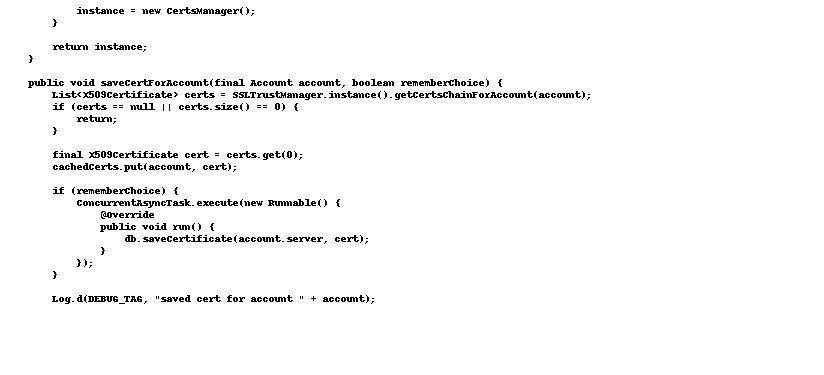 instance = new CertsManager();
}
return instance;
}
public void saveCertForAccount(final Account account, boolean rememberChoice) {
List<X509Certificate> certs = SSLTrustManager.instance().getCertsChainForAccount(account);
if (certs == null || certs.size() == 0) {
return;
}
final X509Certificate cert = certs.get(0);
cachedCerts.put(account, cert);
if (rememberChoice) {
ConcurrentAsyncTask.execute(new Runnable() {
@Override
public void run() {
db.saveCertificate(account.server, cert);
}
});
}
Log.d(DEBUG_TAG, "saved cert for account " + account);